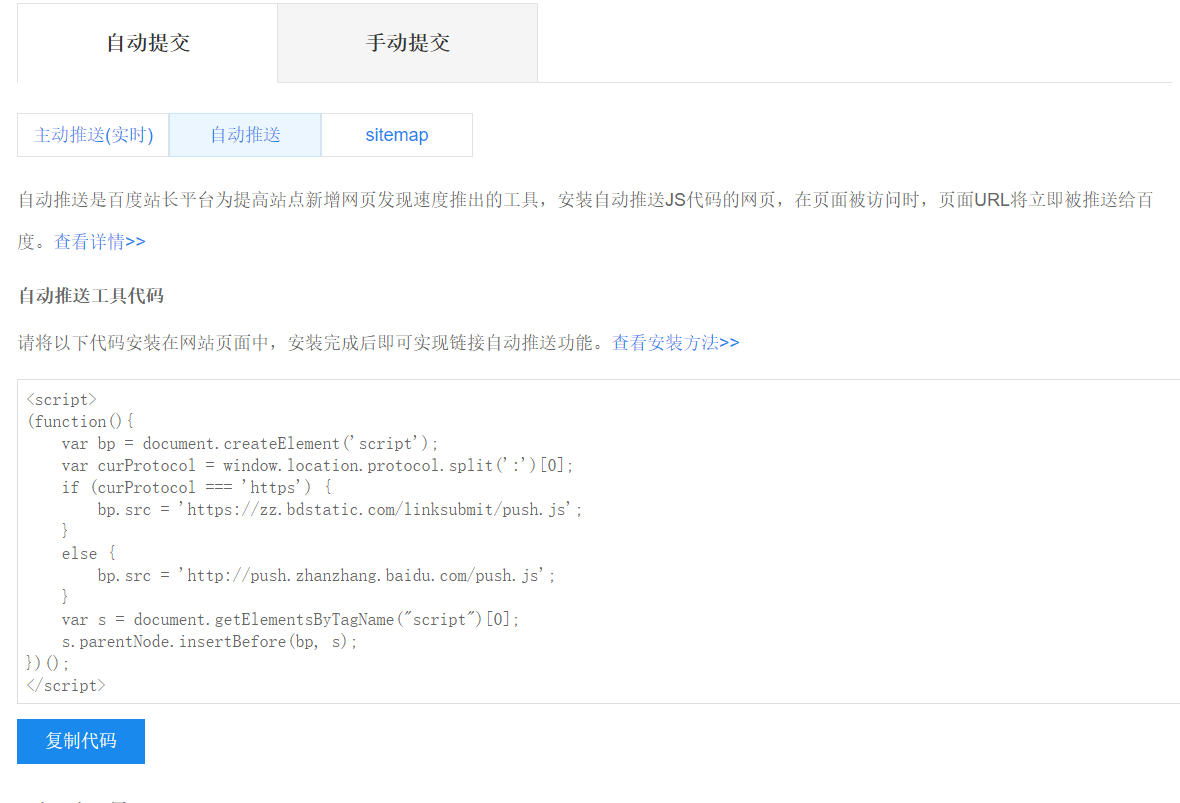 自动提交 手动提交
主动推送(实时) 自动推送 sitemap
自动推送是百度站长平台为提高站点新增网页发现速度推出的工具，安装自动推送JS代码的网页，在页面被访问时，页面URL将立即被推送给百
度。查看详情>>
自动推送工具代码
请将以下代码安装在网站页面中，安装完成后即可实现链接自动推送功能。查看安装方法>>
<script>
(function(){
    var bp = document.createElement('script');
    var curProtocol = window.location.protocol.split(':')[0];
    if (curProtocol === 'https') {
        bp.src = 'https://zz.bdstatic.com/linksubmit/push.js';
    }
    else {
        bp.src = 'http://push.zhanzhang.baidu.com/push.js';
    }
    var s = document.getElementsByTagName("script")[0];
    s.parentNode.insertBefore(bp, s);
})();
</script>
复制代码